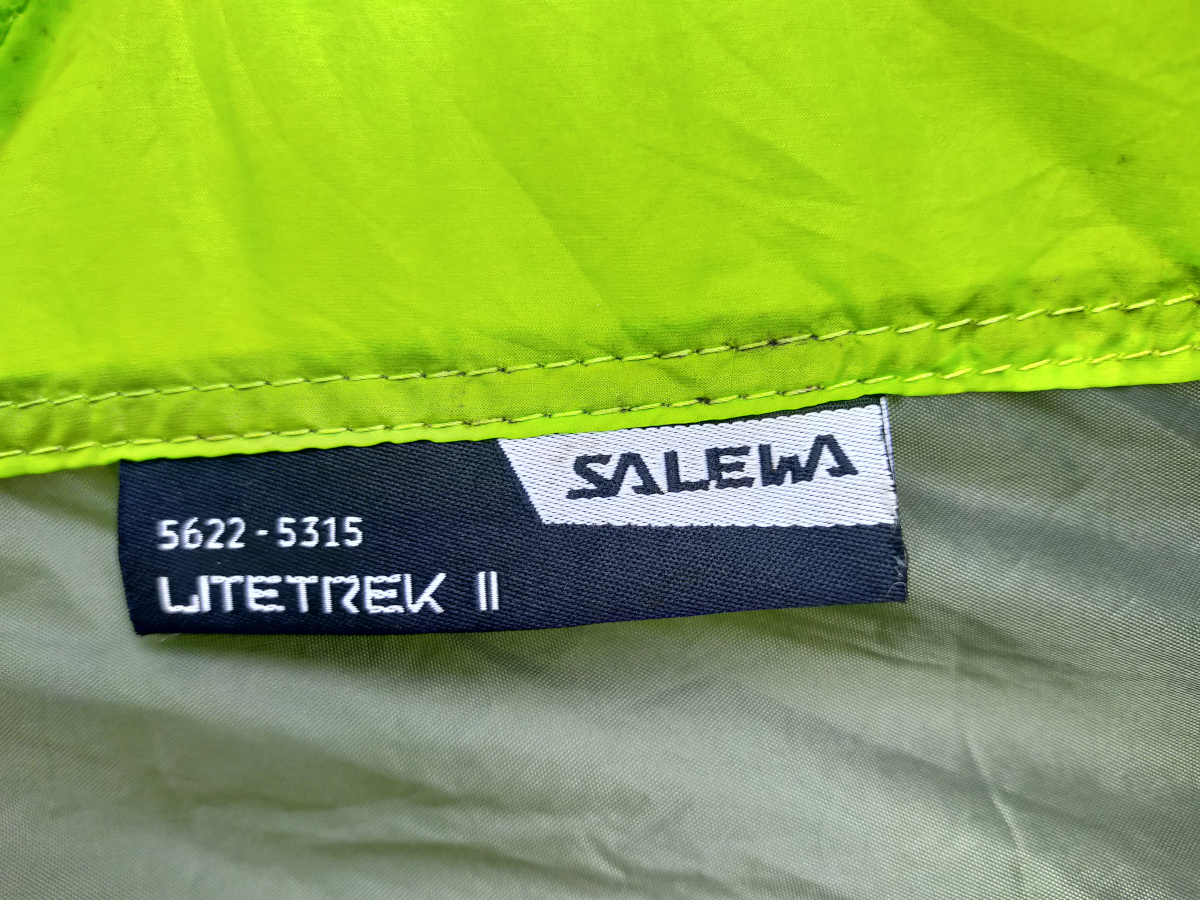 SALEWA
5622 - 5315
LITETREK II